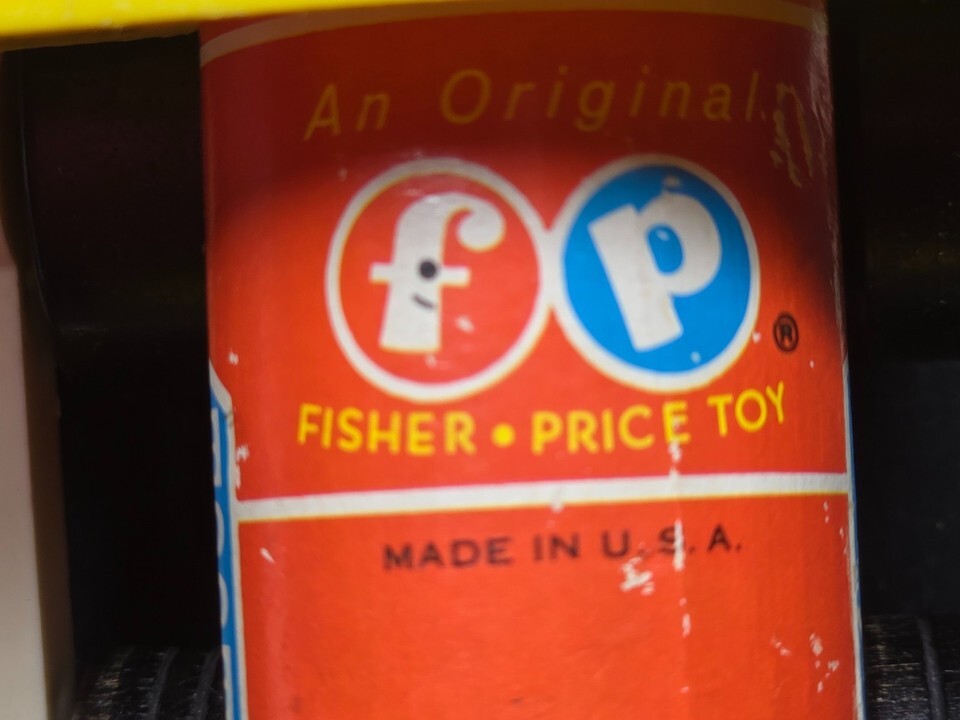 An Original
fp
®
FISHER • PRICE TOY
MADE IN U.S.A.